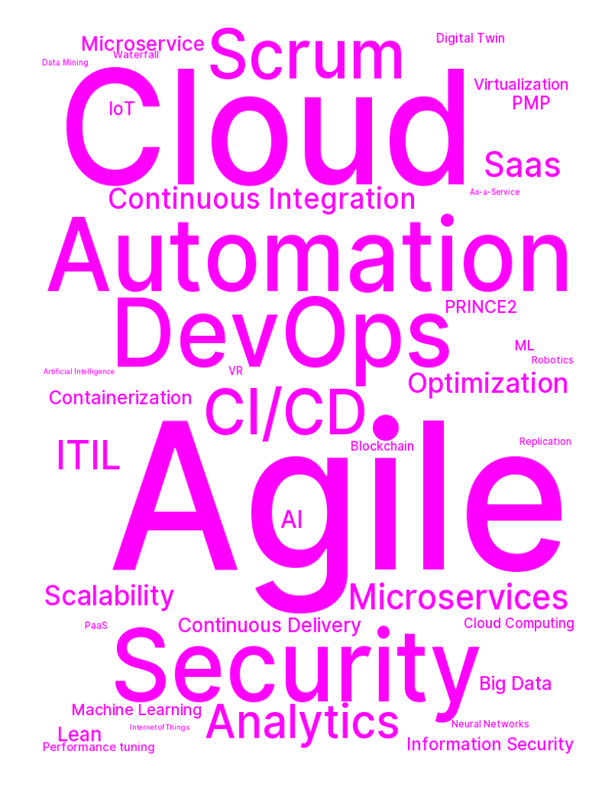 Scrum
Microservice
Digital Twin
Waterfall
Data Mining
Cloud
IoT
Virtualization
PMP
Saas
As-a-Service
Continuous Integration
Automation
DevOps
PRINCE2
ML
Robotics
VR
Artificial Intelligence
Optimization
Containerization
CI/CD
Blockchain
Replication
ITIL
Agile
AI
Scalability
Microservices
PaaS
Continuous Delivery
Cloud Computing
Security
Big Data
Machine Learning
Analytics
Neural Networks
Internet of Things
Lean
Information Security
Performance tuning